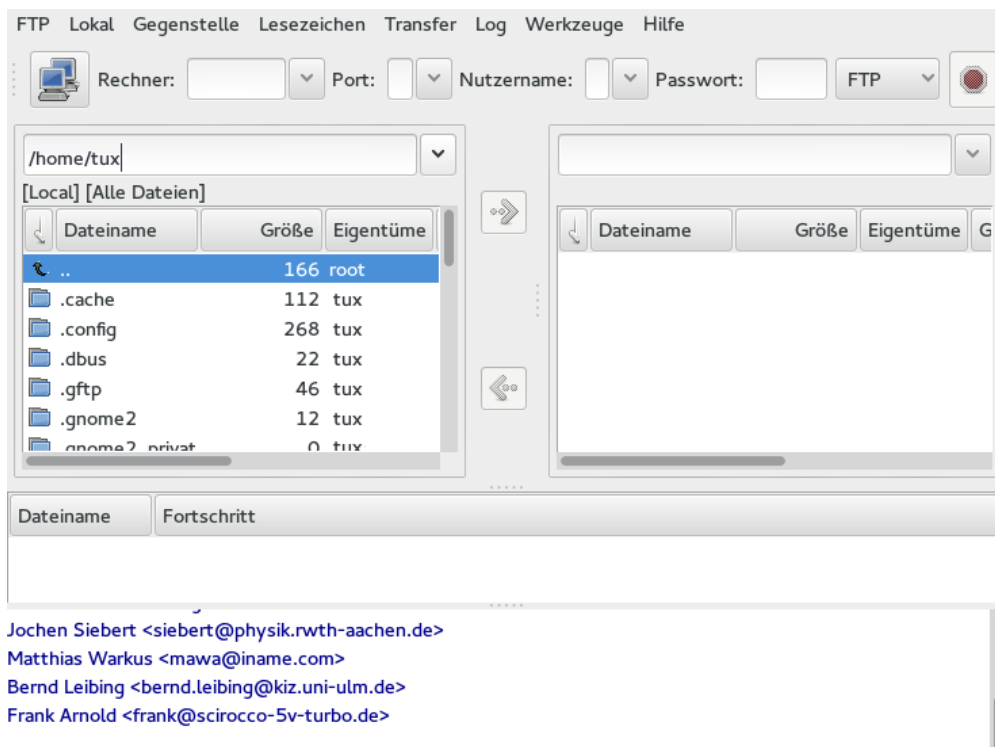 FTP Lokal Gegenstelle Lesezeichen Transfer Log Werkzeuge Hilfe
Rechner: Port: Nutzername: Passwort: FTP
/home/tux
[Local] [Alle Dateien]
Dateiname Größe Eigentüme
.. 166 root
.cache 112 tux
.config 268 tux
.dbus 22 tux
.gftp 46 tux
.gnome2 12 tux
.gnome2_privat 0 tux
Dateiname Größe Eigentüme G
Dateiname Fortschritt
Jochen Siebert <siebert@physik.rwth-aachen.de>
Matthias Warkus <mawa@iname.com>
Bernd Leibing <bernd.leibing@kiz.uni-ulm.de>
Frank Arnold <frank@scirocco-5v-turbo.de>